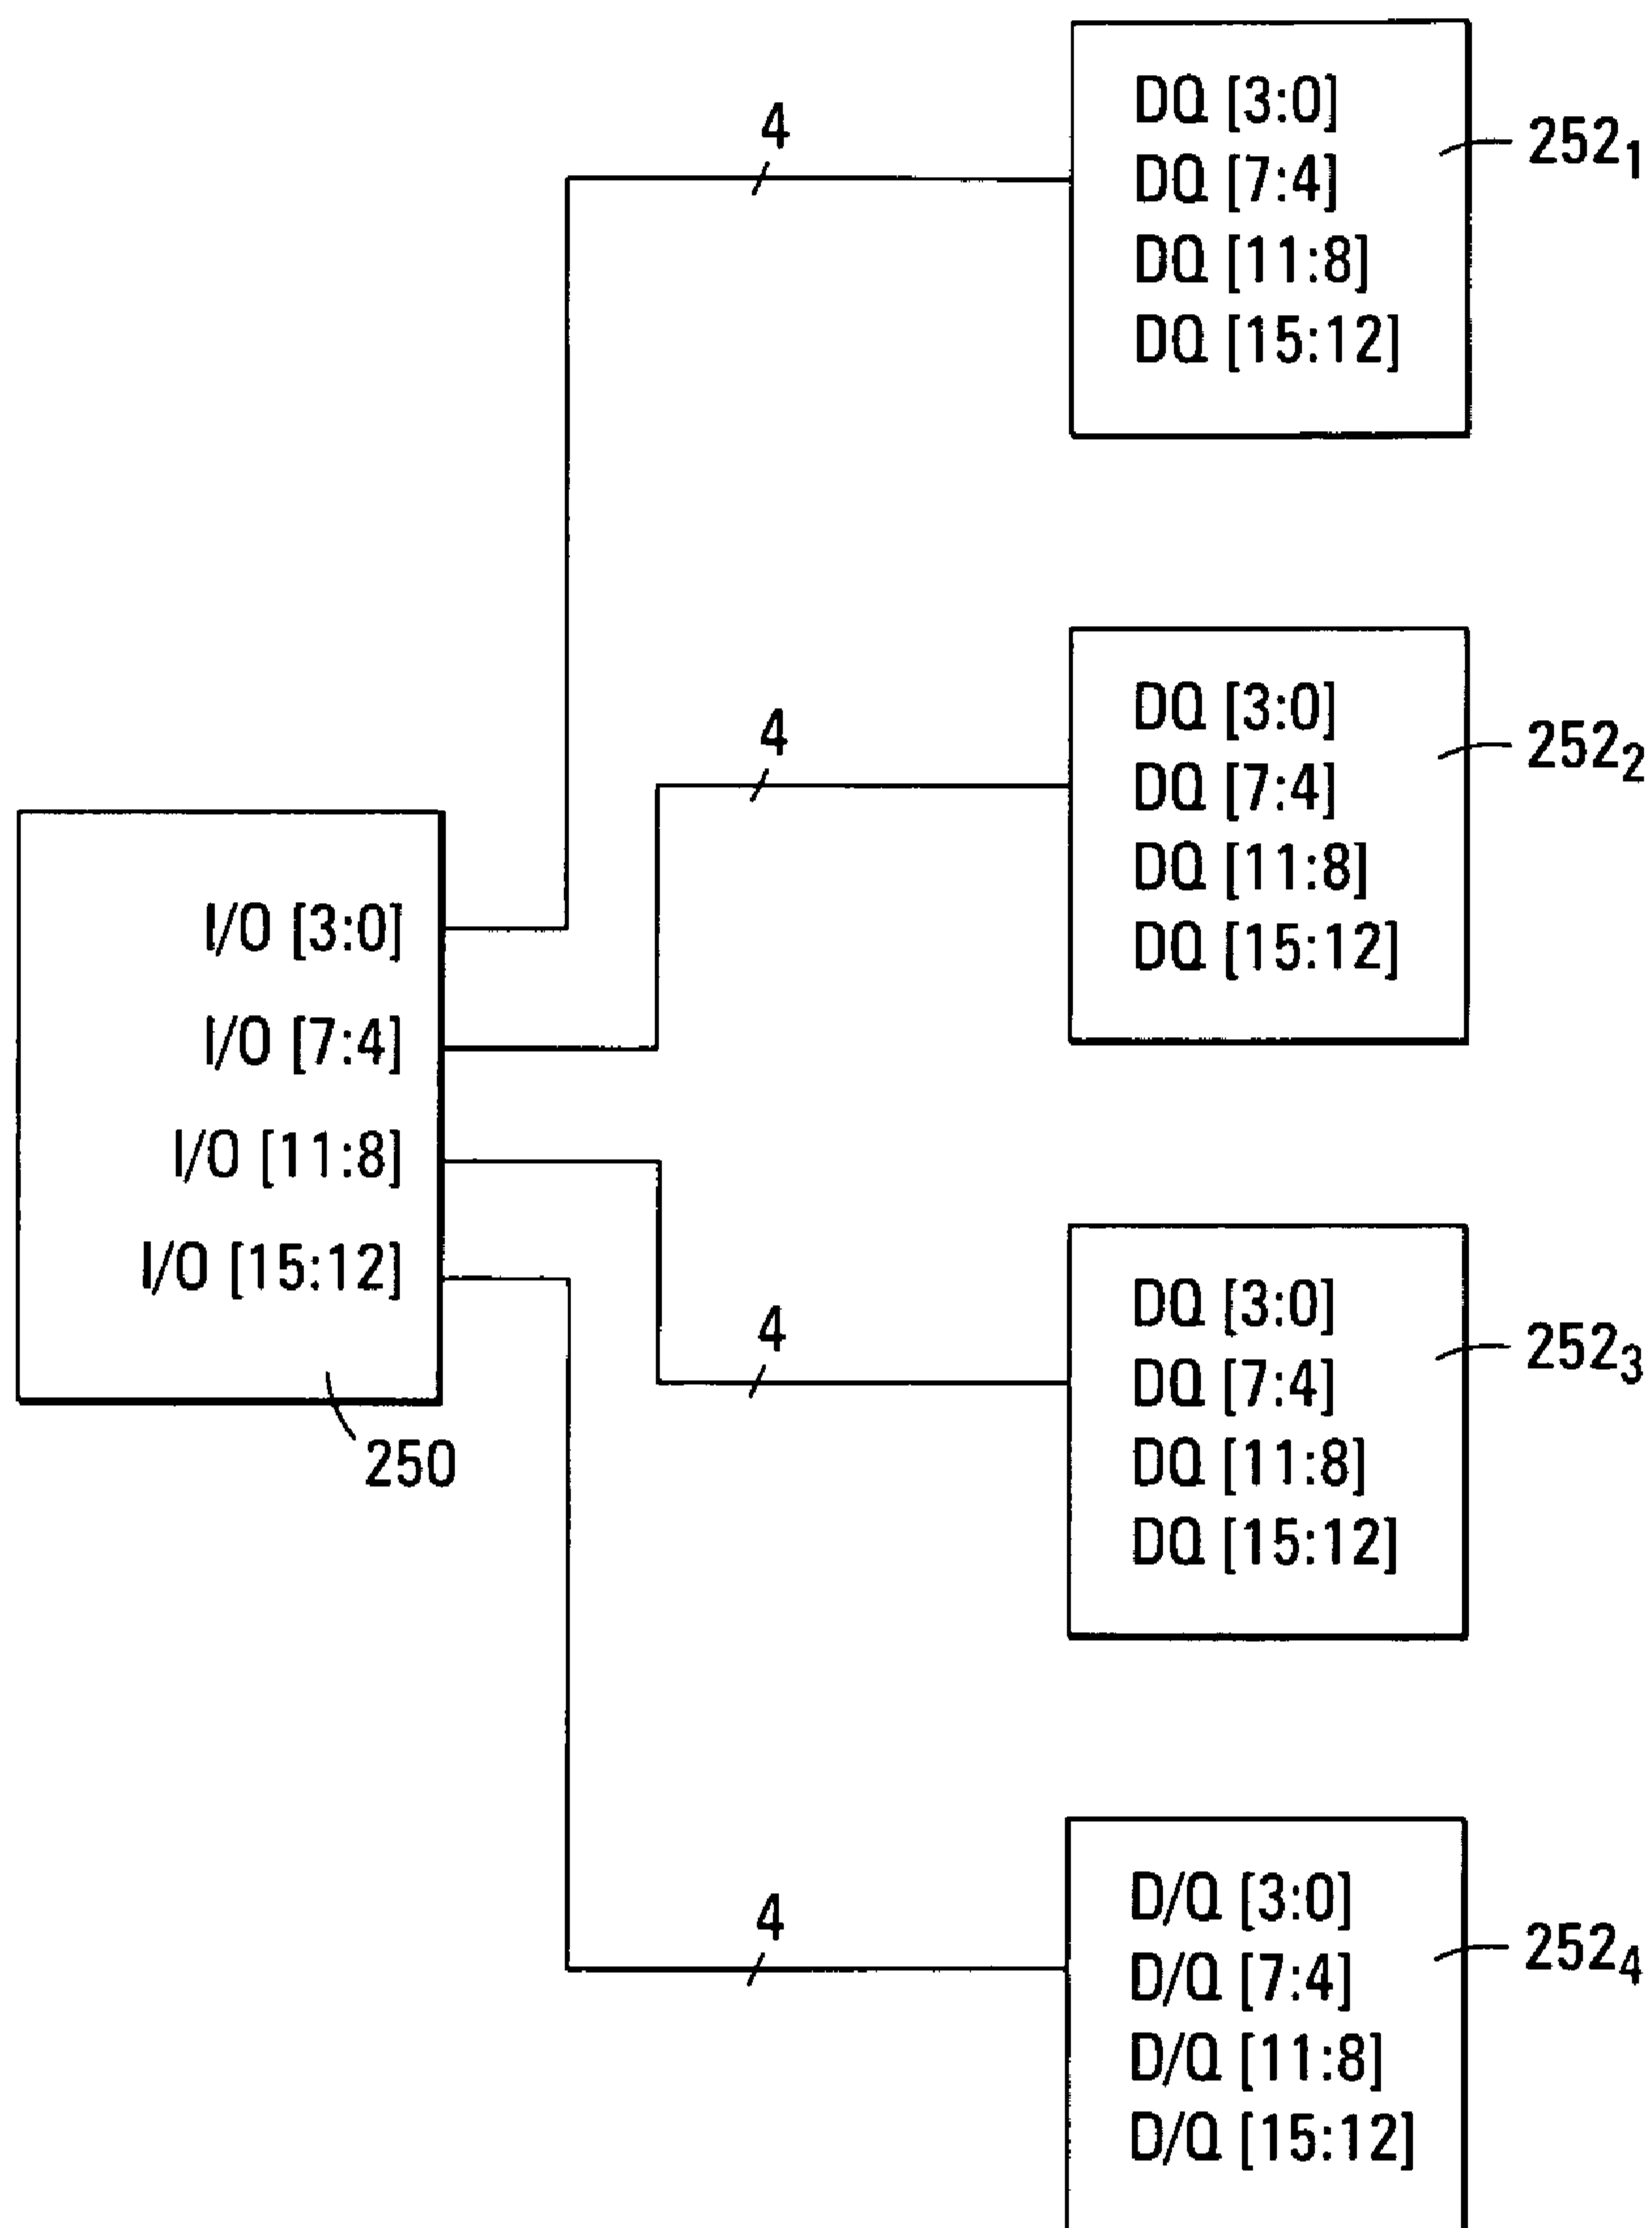 4
DQ [3:0]
DQ [7:4]
DQ [11:8]
DQ [15:12]
252₁
4
DQ [3:0]
DQ [7:4]
DQ [11:8]
DQ [15:12]
252₂
I/O [3:0]
I/O [7:4]
I/O [11:8]
I/O [15:12]
250
4
DQ [3:0]
DQ [7:4]
DQ [11:8]
DQ [15:12]
252₃
4
D/Q [3:0]
D/Q [7:4]
D/Q [11:8]
D/Q [15:12]
252₄